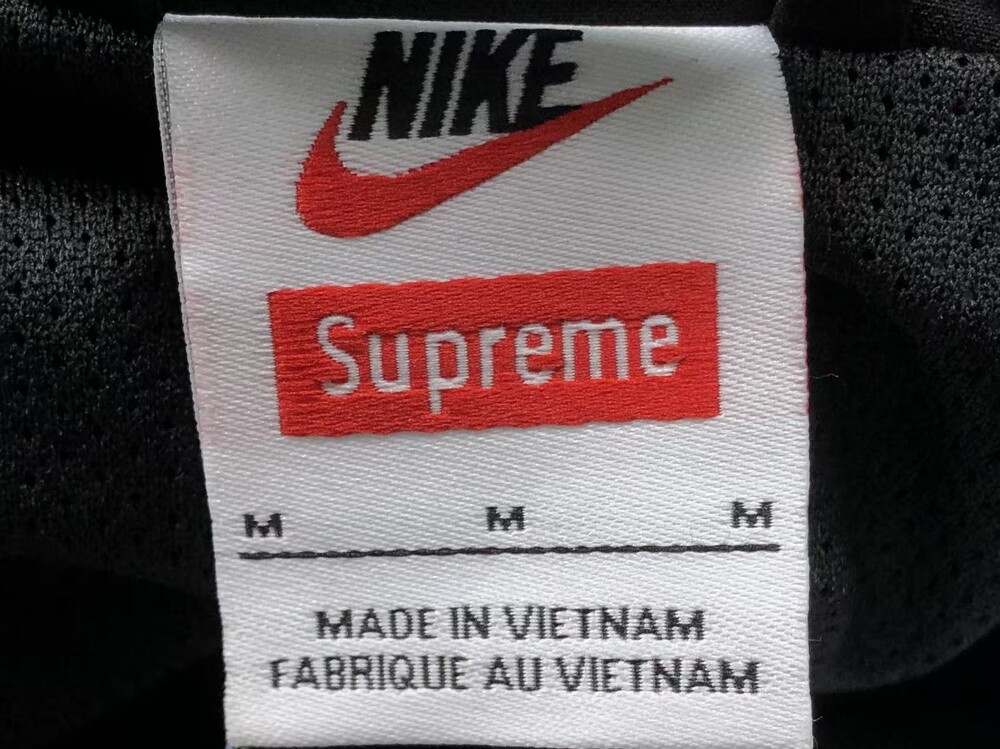 NIKE
Supreme
M M M
MADE IN VIETNAM
FABRIQUE AU VIETNAM